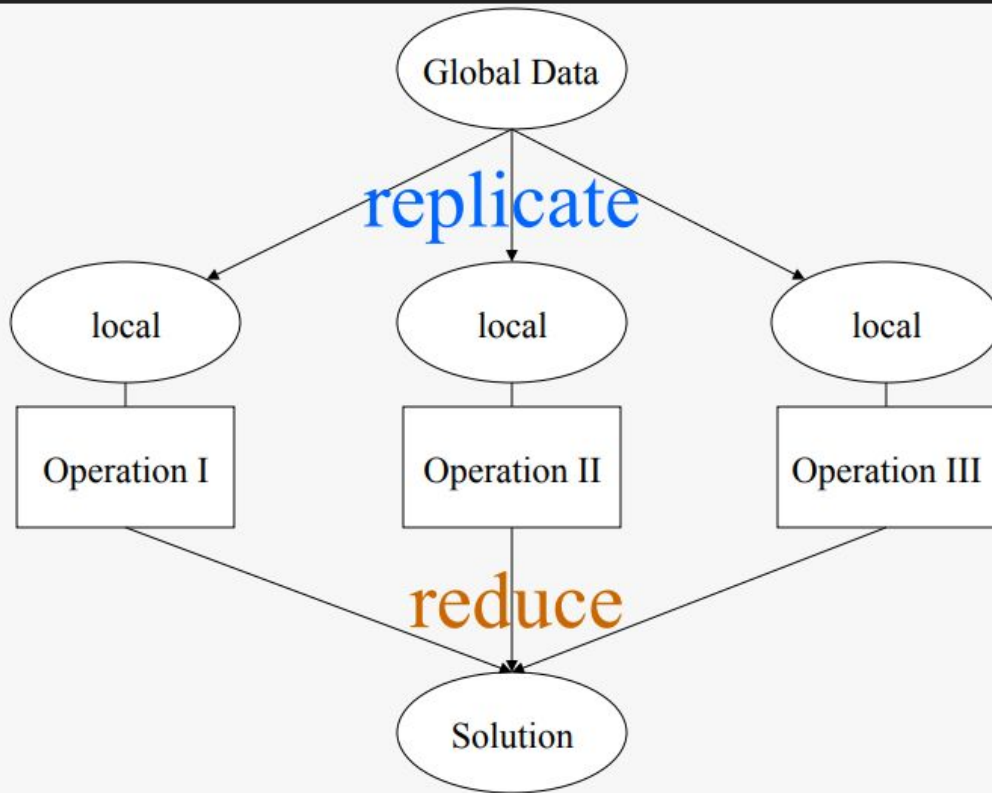 Global Data
replicate
local
local
local
Operation I
Operation II
Operation III
reduce
Solution